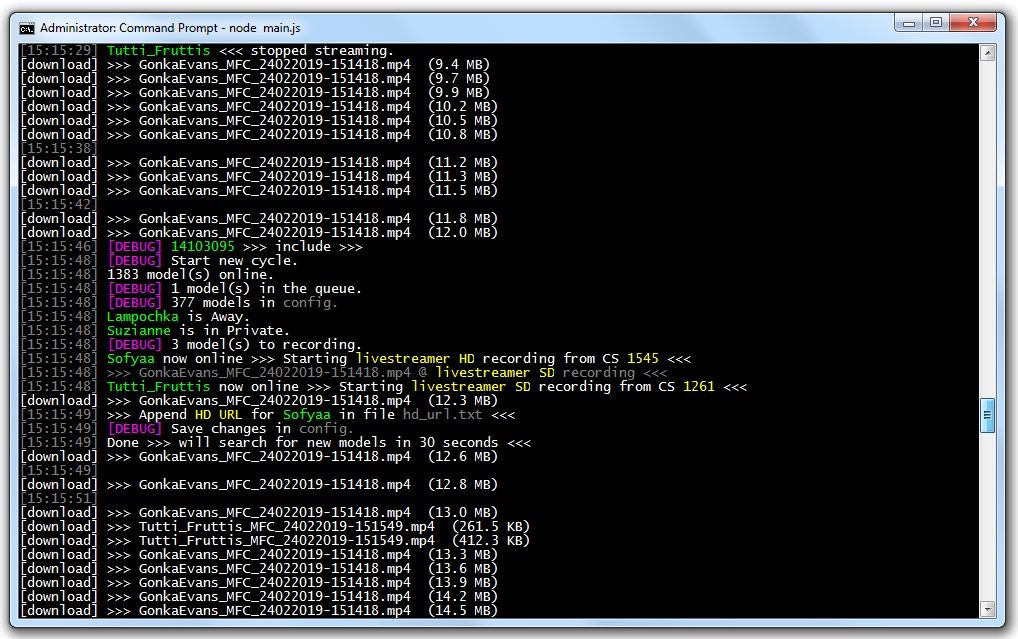 Administrator: Command Prompt - node  main.js
[15:15:29] Tutti_Fruttis <<< stopped streaming.
[download] >>> GonkaEvans_MFC_24022019-151418.mp4  (9.4 MB)
[download] >>> GonkaEvans_MFC_24022019-151418.mp4  (9.7 MB)
[download] >>> GonkaEvans_MFC_24022019-151418.mp4  (9.9 MB)
[download] >>> GonkaEvans_MFC_24022019-151418.mp4  (10.2 MB)
[download] >>> GonkaEvans_MFC_24022019-151418.mp4  (10.5 MB)
[download] >>> GonkaEvans_MFC_24022019-151418.mp4  (10.8 MB)
[15:15:38]
[download] >>> GonkaEvans_MFC_24022019-151418.mp4  (11.2 MB)
[download] >>> GonkaEvans_MFC_24022019-151418.mp4  (11.3 MB)
[download] >>> GonkaEvans_MFC_24022019-151418.mp4  (11.5 MB)
[15:15:42]
[download] >>> GonkaEvans_MFC_24022019-151418.mp4  (11.8 MB)
[download] >>> GonkaEvans_MFC_24022019-151418.mp4  (12.0 MB)
[15:15:46] [DEBUG] 14103095 >>> include >>>
[15:15:48] [DEBUG] Start new cycle.
[15:15:48] 1383 model(s) online.
[15:15:48] [DEBUG] 1 model(s) in the queue.
[15:15:48] [DEBUG] 377 models in config.
[15:15:48] Lampochka is Away.
[15:15:48] Suzianne is in Private.
[15:15:48] [DEBUG] 3 model(s) to recording.
[15:15:48] Sofyaa now online >>> Starting livestreamer HD recording from CS 1545 <<<
[15:15:48] >>> GonkaEvans_MFC_24022019-151418.mp4 @ livestreamer SD recording <<<
[15:15:48] Tutti_Fruttis now online >>> Starting livestreamer SD recording from CS 1261 <<<
[download] >>> GonkaEvans_MFC_24022019-151418.mp4  (12.3 MB)
[15:15:49] >>> Append HD URL for Sofyaa in file hd_url.txt <<<
[15:15:49] [DEBUG] Save changes in config.
[15:15:49] Done >>> will search for new models in 30 seconds <<<
[download] >>> GonkaEvans_MFC_24022019-151418.mp4  (12.6 MB)
[15:15:49]
[download] >>> GonkaEvans_MFC_24022019-151418.mp4  (12.8 MB)
[15:15:51]
[download] >>> GonkaEvans_MFC_24022019-151418.mp4  (13.0 MB)
[download] >>> Tutti_Fruttis_MFC_24022019-151549.mp4  (261.5 KB)
[download] >>> Tutti_Fruttis_MFC_24022019-151549.mp4  (412.3 KB)
[download] >>> GonkaEvans_MFC_24022019-151418.mp4  (13.3 MB)
[download] >>> GonkaEvans_MFC_24022019-151418.mp4  (13.6 MB)
[download] >>> GonkaEvans_MFC_24022019-151418.mp4  (13.9 MB)
[download] >>> GonkaEvans_MFC_24022019-151418.mp4  (14.2 MB)
[download] >>> GonkaEvans_MFC_24022019-151418.mp4  (14.5 MB)